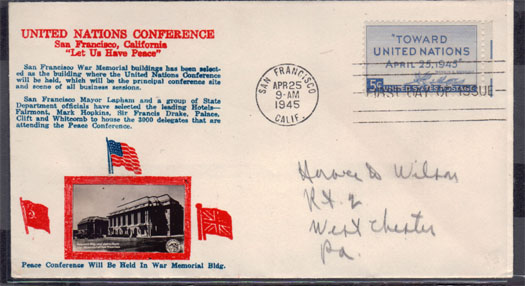 UNITED NATIONS CONFERENCE
San Francisco, California
"Let Us Have Peace"
San Francisco War Memorial buildings has been select-
ed as the building where the United Nations Conference
will be held, which will be the principal conference site
and scene of all business sessions.
San Francisco Mayor Lapham and a group of State
Department officials have selected the leading Hotels—
Fairmont, Mark Hopkins, Sir Francis Drake, Palace,
Clift and Whitcomb to house the 3000 delegates that are
attending the Peace Conference.
Peace Conference Will Be Held In War Memorial Bldg.
SAN FRANCISCO
APR 25
9-AM
1945
CALIF.
"TOWARD
UNITED NATIONS
APRIL 25, 1945"
5¢ UNITED STATES POSTAGE
FIRST DAY OF ISSUE
Horace D Wilson
West Chester
Pa.